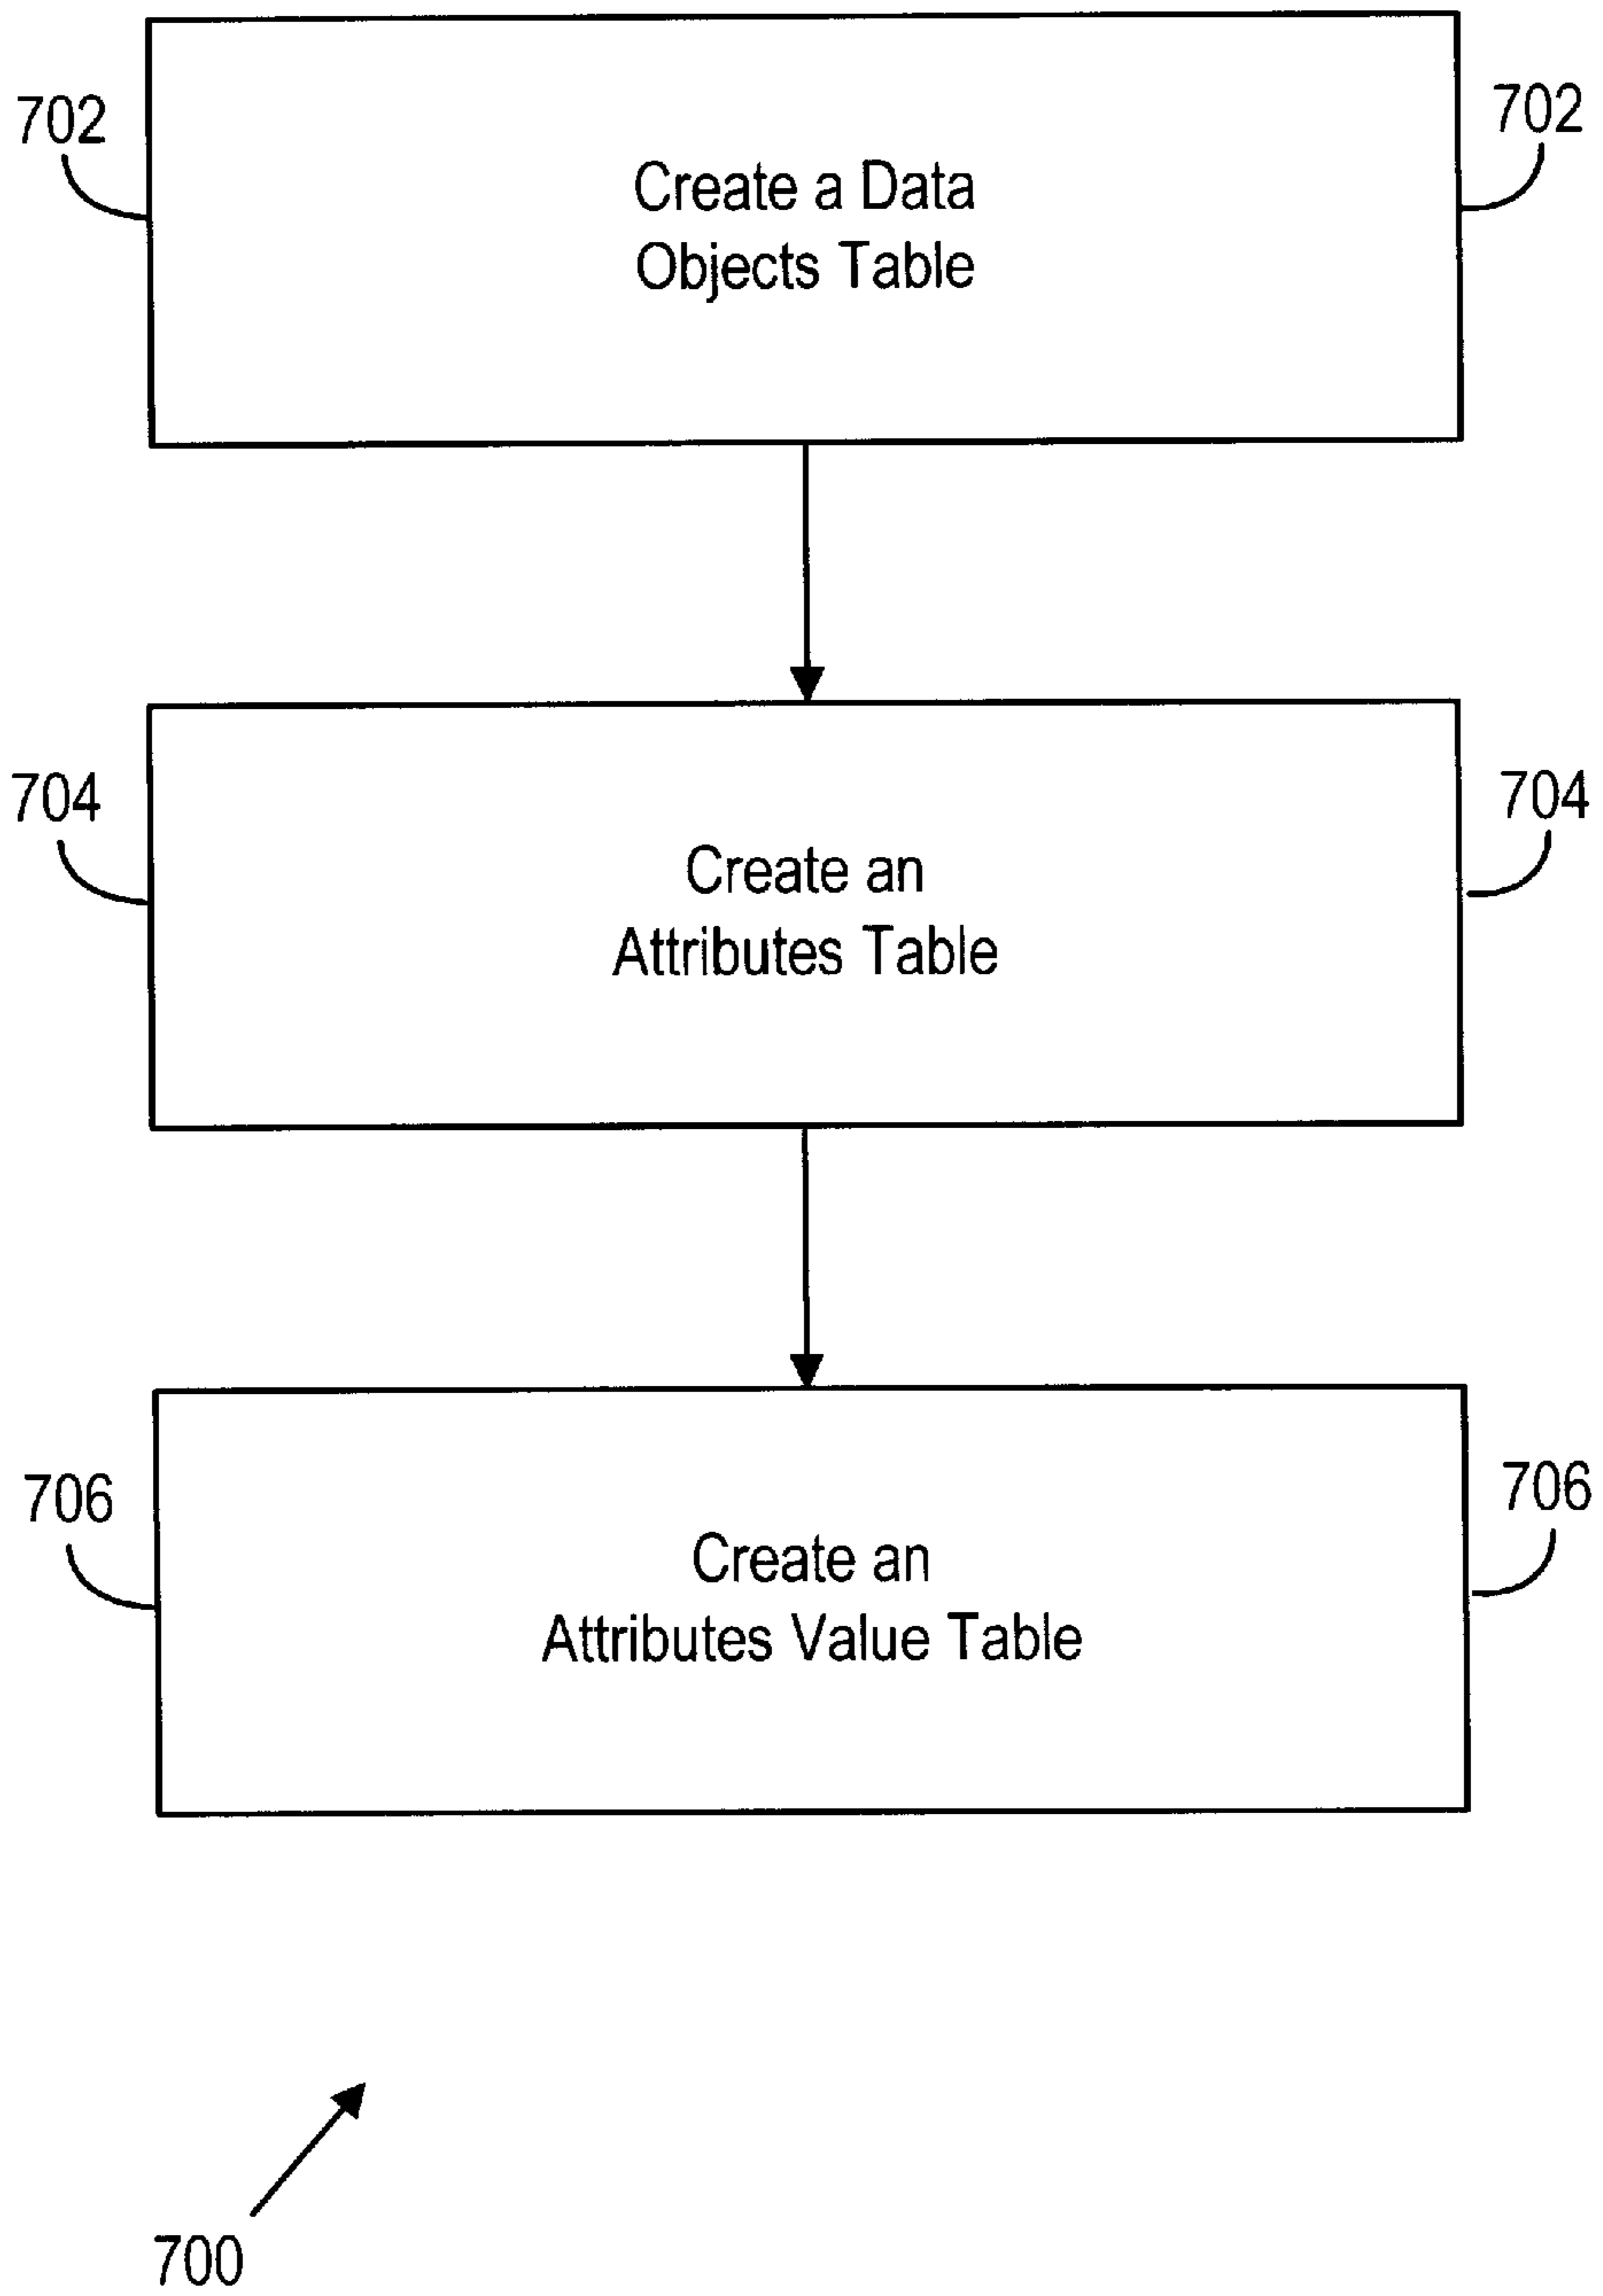 702
702
Create a Data
Objects Table
704
704
Create an
Attributes Table
706
706
Create an
Attributes Value Table
700